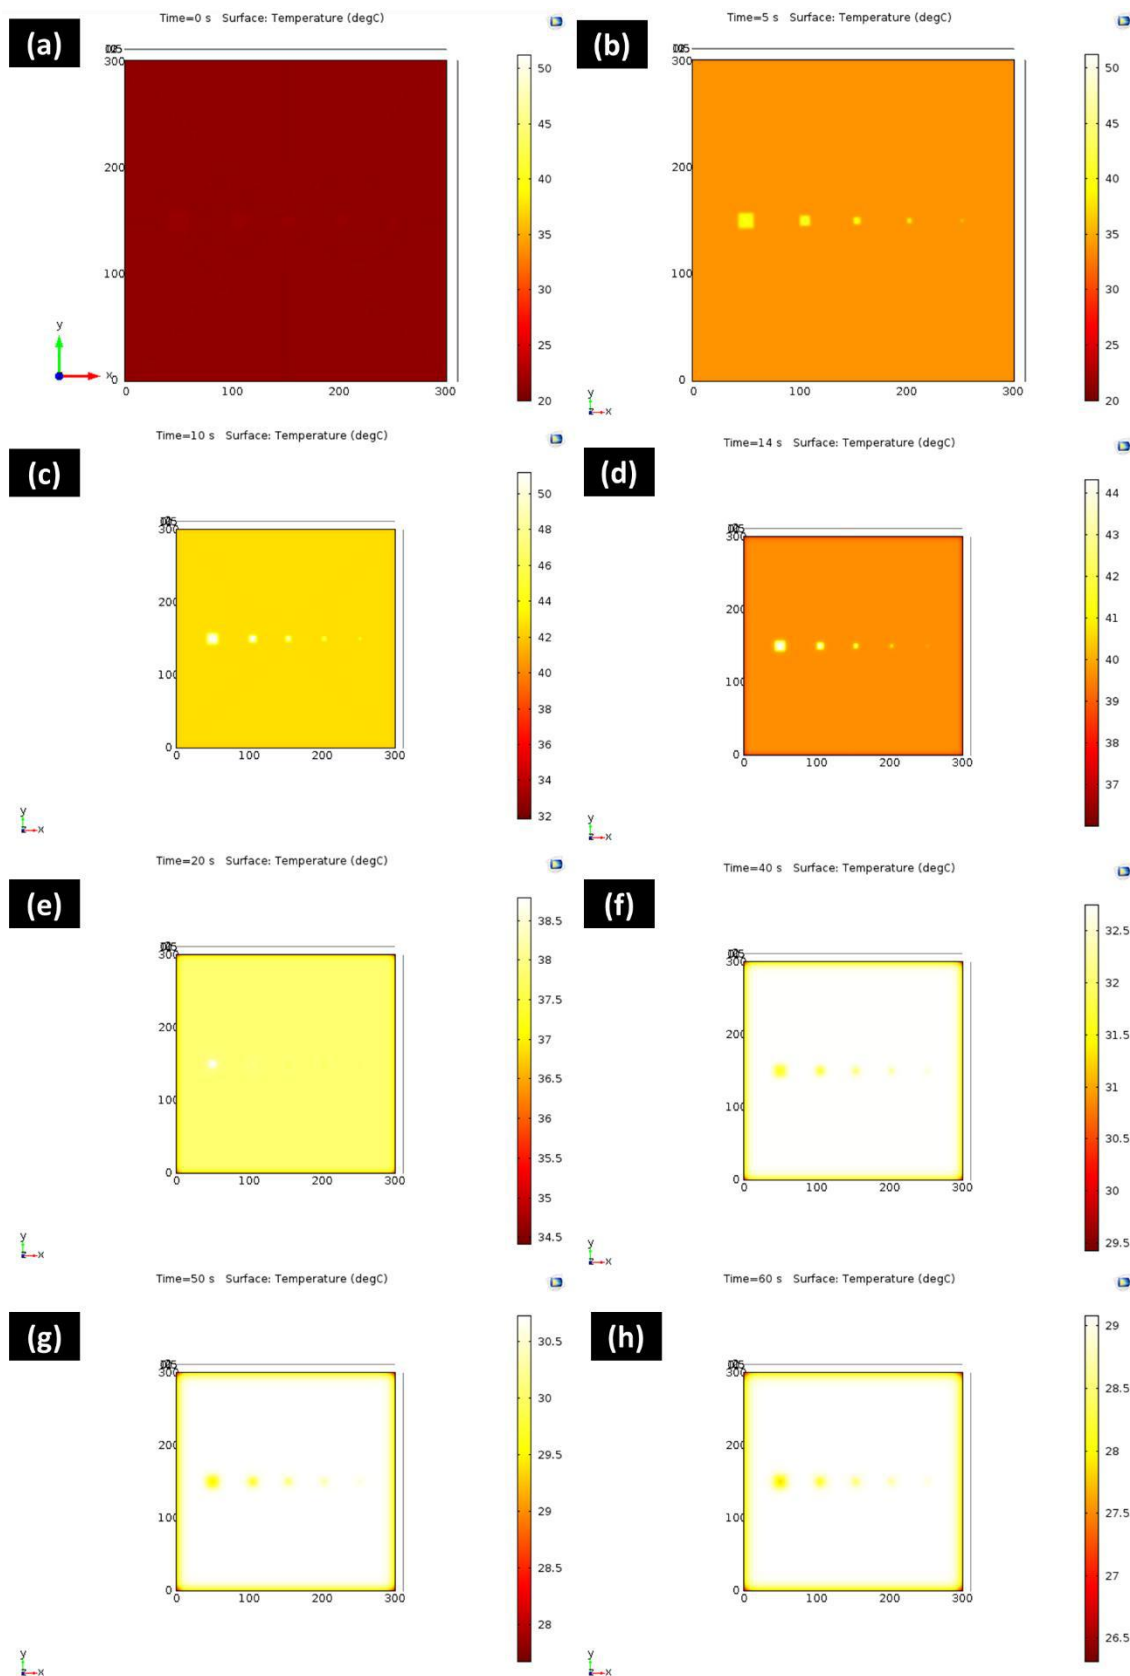 Time=0 s Surface: Temperature (degC)
(a)
300
200
100
0
0 100 200 300
50
45
40
35
30
25
20
y
x
Time=5 s Surface: Temperature (degC)
(b)
300
200
100
0
0 100 200 300
50
45
40
35
30
25
20
y
z x
Time=10 s Surface: Temperature (degC)
(c)
300
200
100
0
0 100 200 300
50
48
46
44
42
40
38
36
34
32
y
z x
Time=14 s Surface: Temperature (degC)
(d)
300
200
100
0
0 100 200 300
44
43
42
41
40
39
38
37
y
z x
Time=20 s Surface: Temperature (degC)
(e)
300
200
100
0
0 100 200 300
38.5
38
37.5
37
36.5
36
35.5
35
34.5
y
z x
Time=40 s Surface: Temperature (degC)
(f)
300
200
100
0
0 100 200 300
32.5
32
31.5
31
30.5
30
29.5
y
z x
Time=50 s Surface: Temperature (degC)
(g)
300
200
100
0
0 100 200 300
30.5
30
29.5
29
28.5
28
y
z x
Time=60 s Surface: Temperature (degC)
(h)
300
200
100
0
0 100 200 300
29
28.5
28
27.5
27
26.5
y
z x